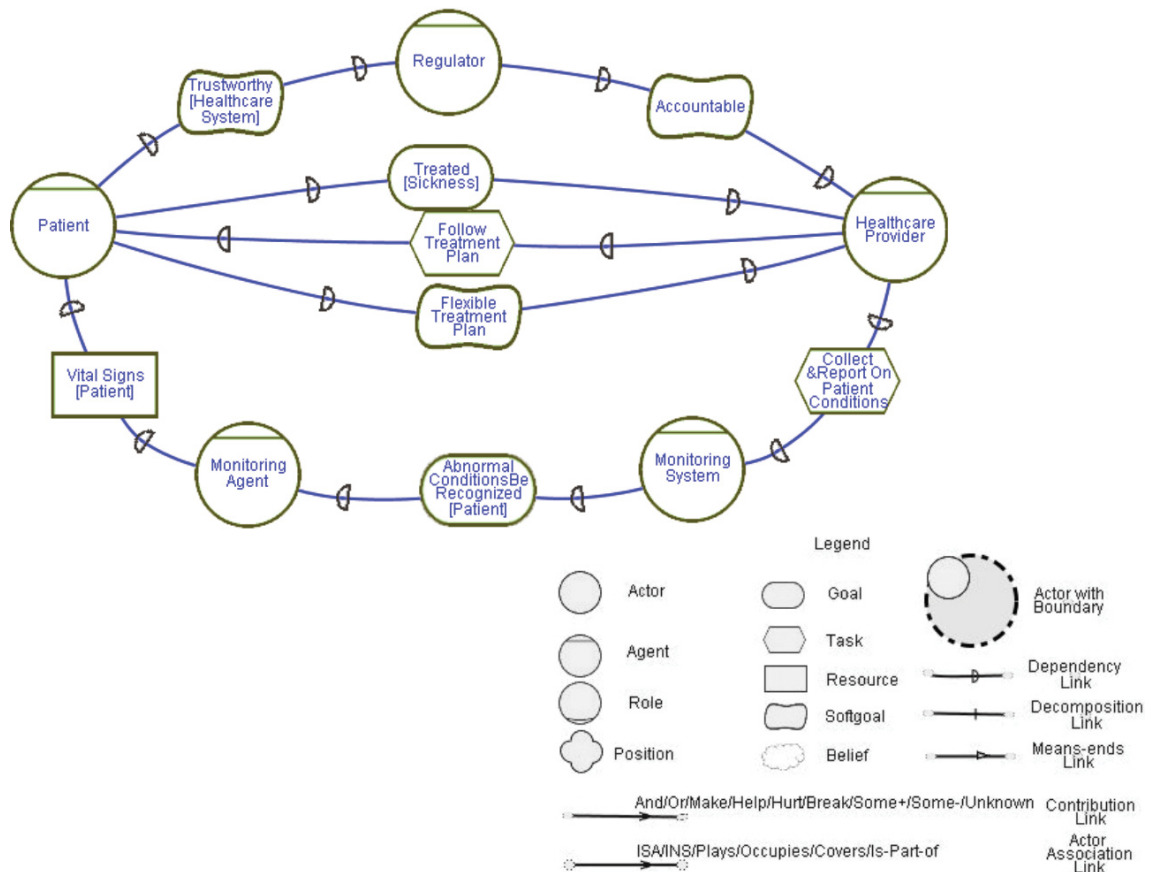 Regulator
Trustworthy
[Healthcare
System]
Accountable
Treated
[Sickness]
Patient
Follow
Treatment
Plan
Healthcare
Provider
Flexible
Treatment
Plan
Vital Signs
[Patient]
Collect
&Report On
Patient
Conditions
Monitoring
Agent
Abnormal
ConditionsBe
Recognized
[Patient]
Monitoring
System
Legend
Actor
Goal
Actor with
Boundary
Agent
Task
Resource
Dependency
Link
Role
Softgoal
Decomposition
Link
Position
Belief
Means-ends
Link
And/Or/Make/Help/Hurt/Break/Some+/Some-/Unknown
Contribution
Link
ISA/INS/Plays/Occupies/Covers/Is-Part-of
Actor
Association
Link